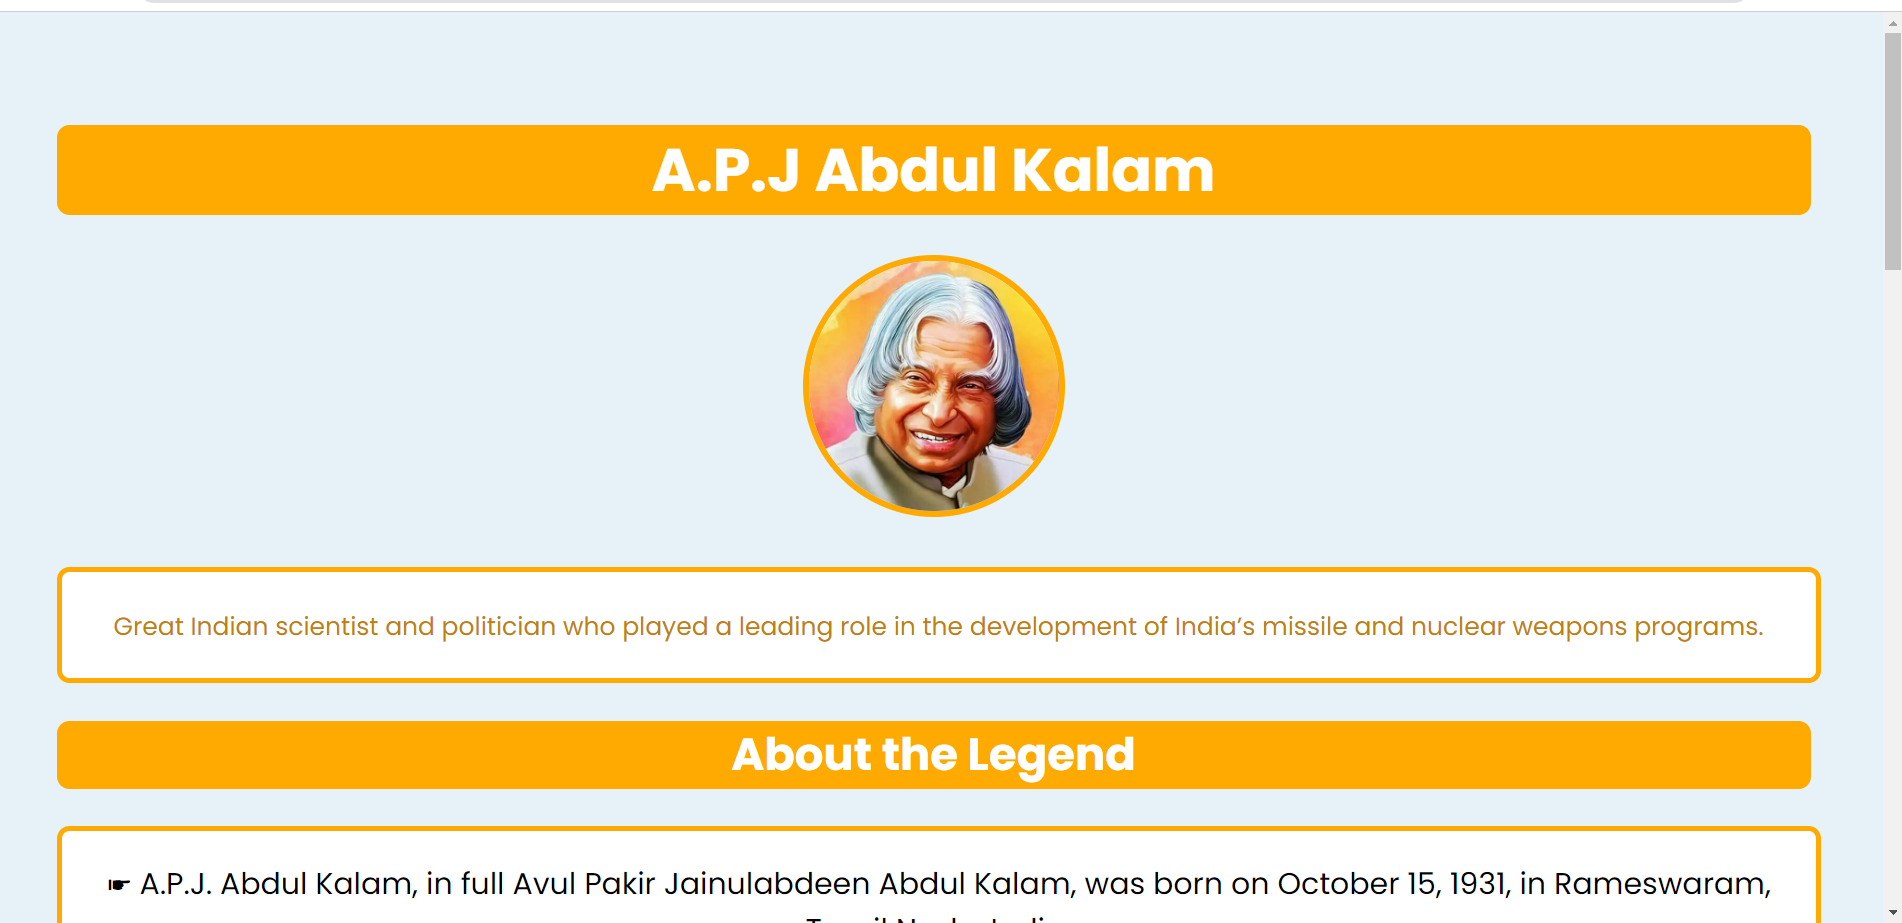 A.P.J Abdul Kalam
Great Indian scientist and politician who played a leading role in the development of India’s missile and nuclear weapons programs.
About the Legend
☛ A.P.J. Abdul Kalam, in full Avul Pakir Jainulabdeen Abdul Kalam, was born on October 15, 1931, in Rameswaram,